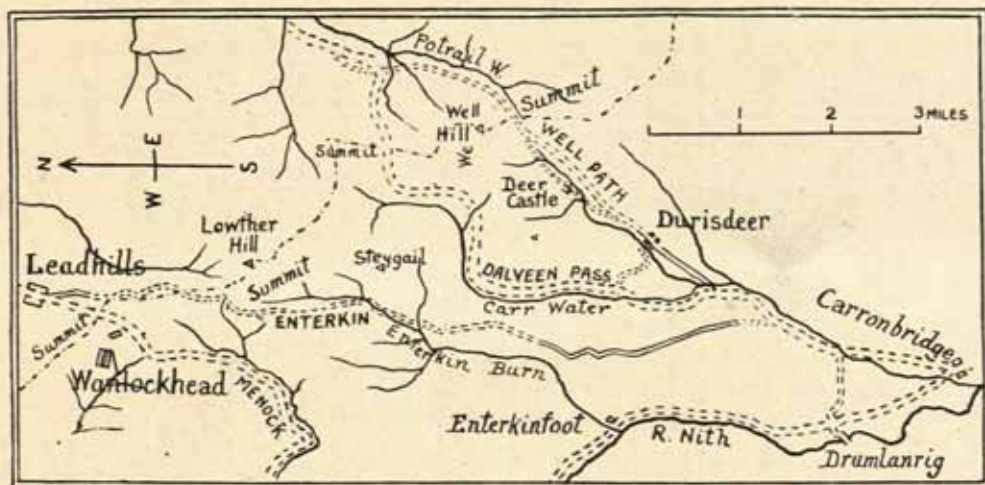 Potrail W.
Summit
1 2 3 MILES
Well
Hill
We
WELL PATH
N
E
W
S
Summit
Deer
Castle
Durisdeer
Lowther
Hill
Leadhills
Steygail
Summit
DALVEEN PASS
Carr Water
Carronbridge
Summit
ENTERKIN
Enterkin Burn
Wanlockhead
MENOCK
Enterkinfoot
R. Nith
Drumlanrig